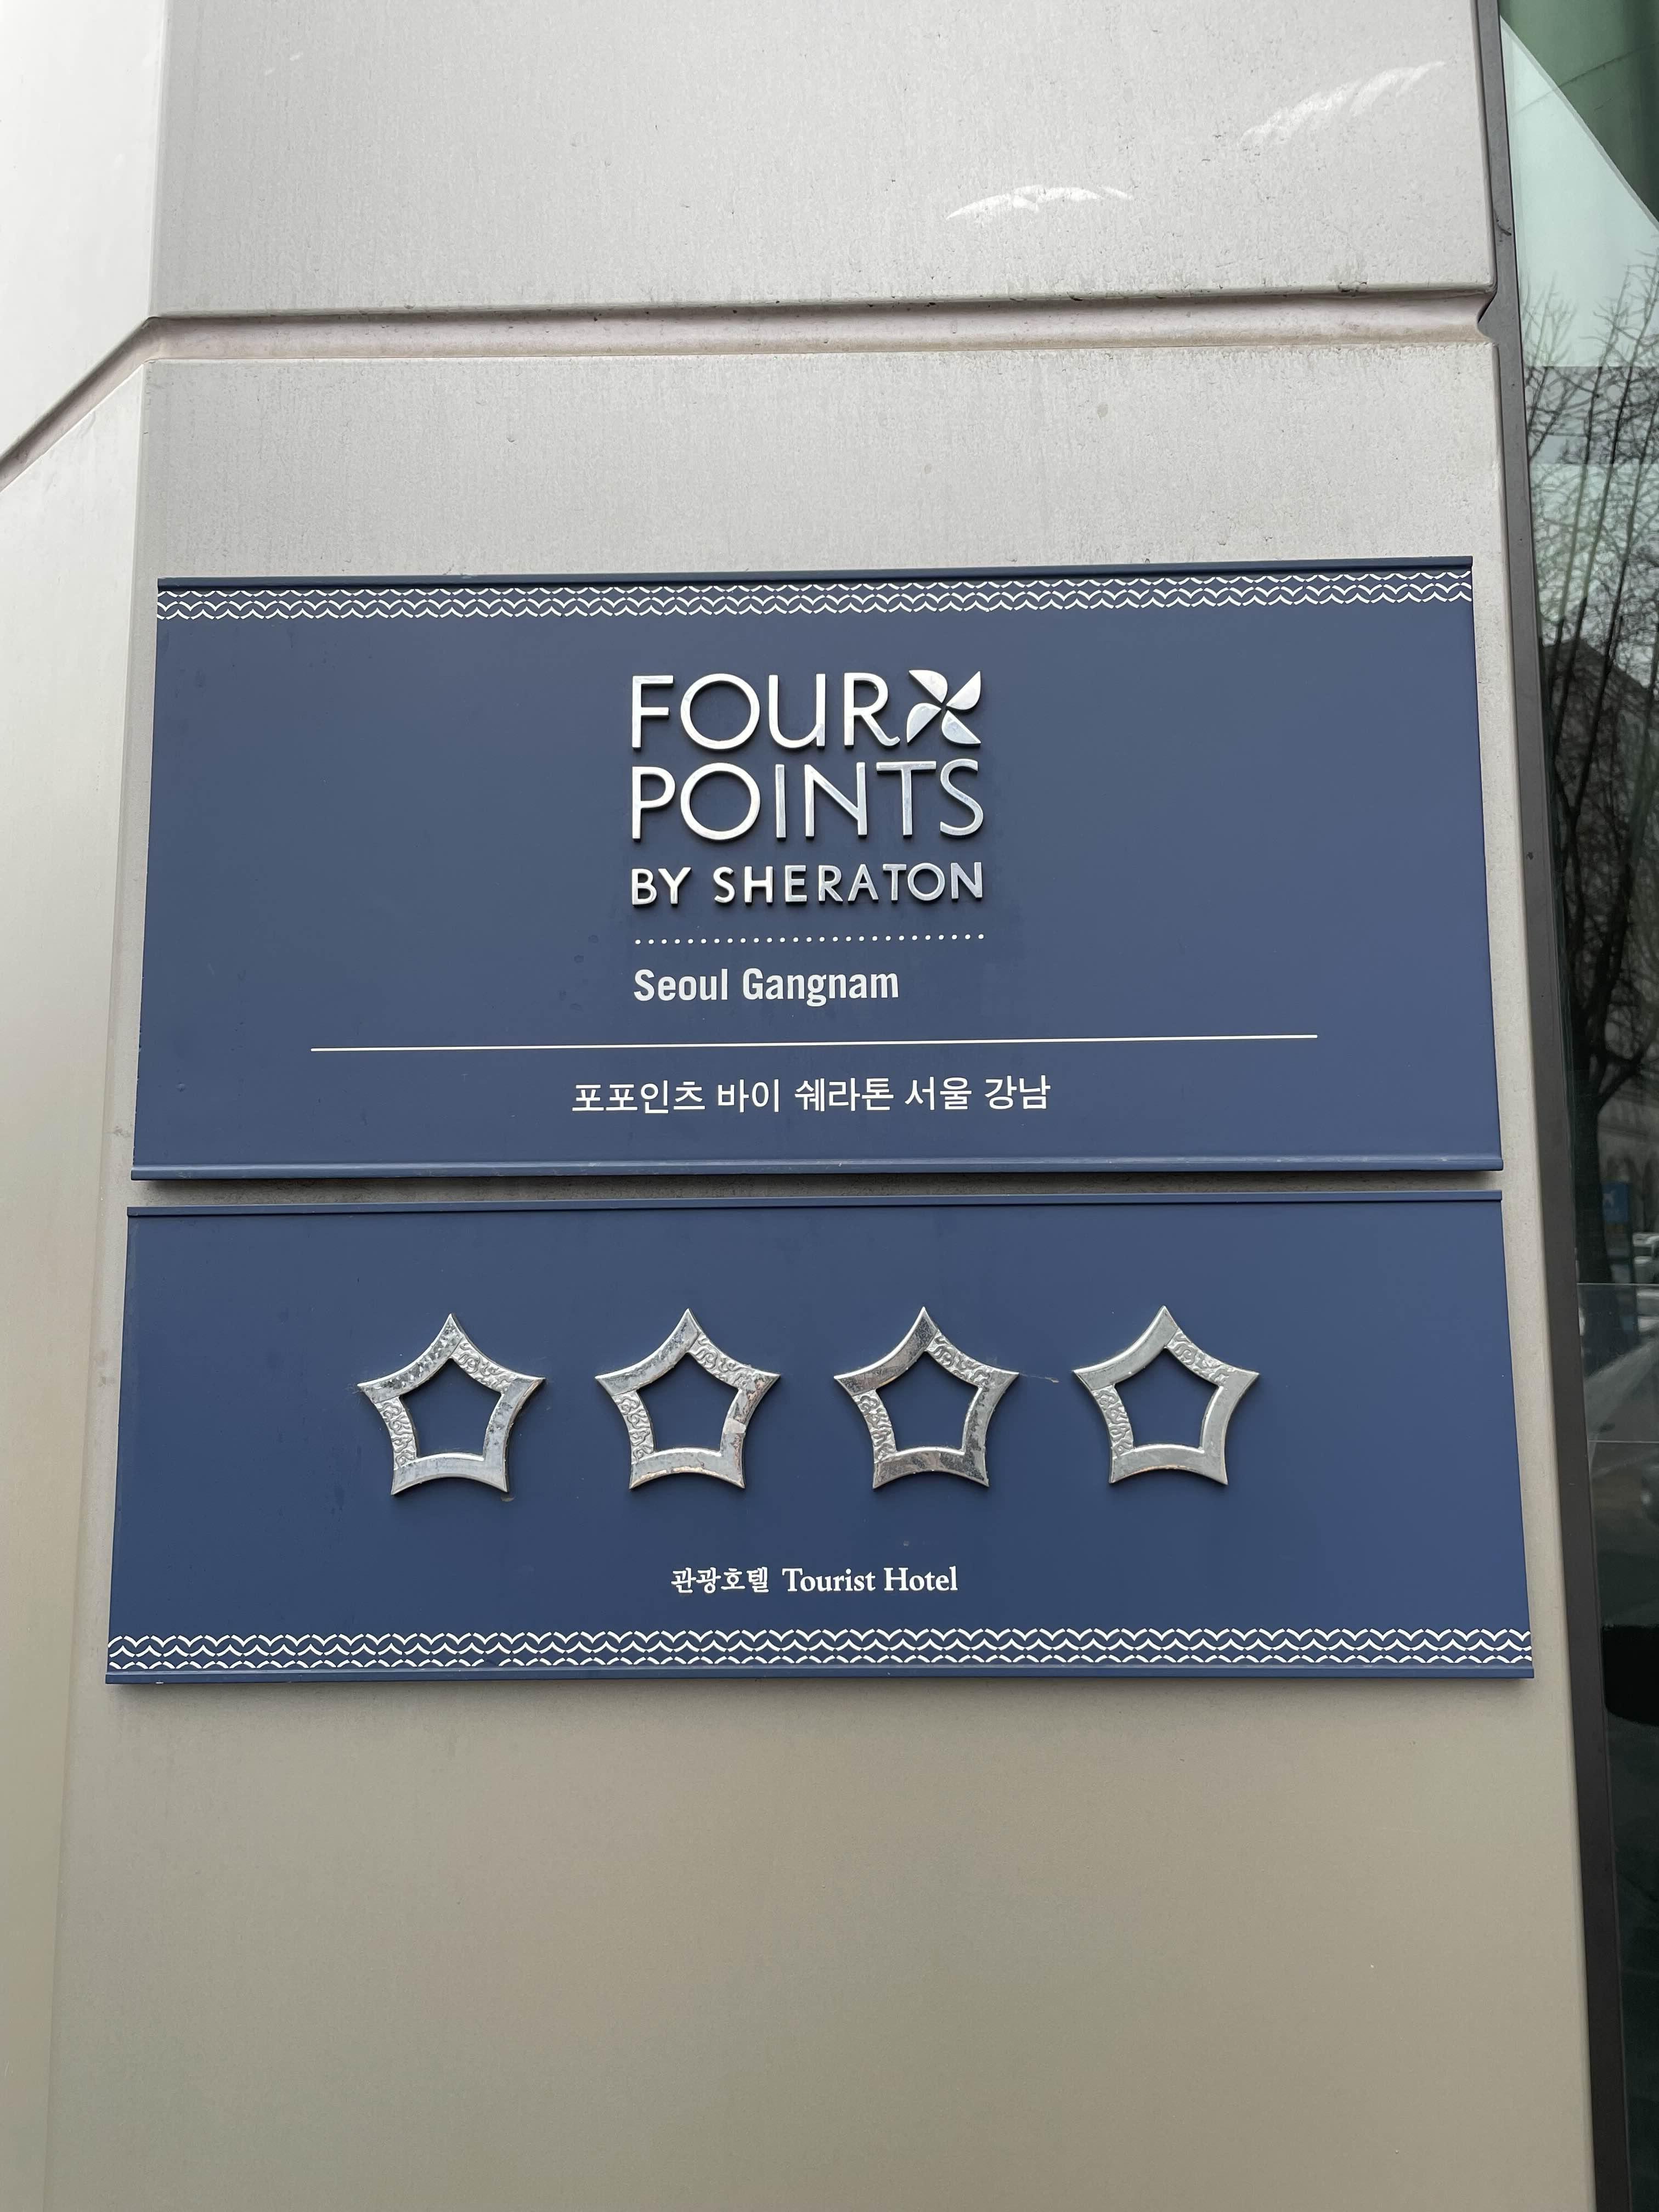 FOUR
POINTS
BY SHERATON
Seoul Gangnam
포포인츠 바이 쉐라톤 서울 강남
관광호텔 Tourist Hotel